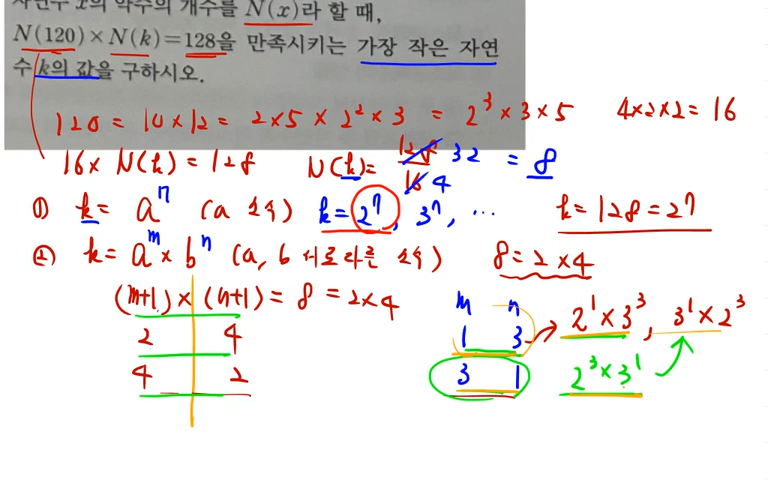 자연수 x의 약수의 개수를 N(x)라 할 때,
N(120)×N(k)=128을 만족시키는 가장 작은 자연
수 k의 값을 구하시오.
120 = 10×12 = 2×5×2²×3 = 2³×3×5 4×2×2=16
16×N(k)=128 N(k)= 128/16 32/4 = 8
① k = aⁿ (a 소수) k=2⁷, 3⁷, ... k=128=2⁷
② k = aᵐ×bⁿ (a, b 서로다른 소수) 8=2×4
(m+1)×(n+1)=8=2×4
m n
2 4 1 3 → 2¹×3³, 3¹×2³
4 2 3 1 2³×3¹